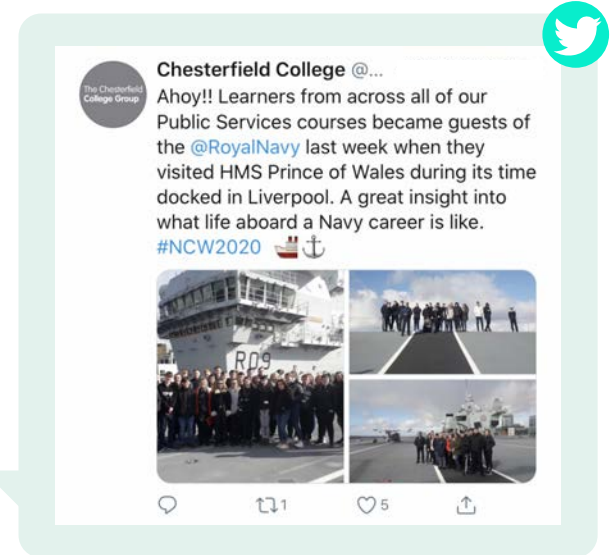 Chesterfield College @...
The Chesterfield
College Group
Ahoy!! Learners from across all of our
Public Services courses became guests of
the @RoyalNavy last week when they
visited HMS Prince of Wales during its time
docked in Liverpool. A great insight into
what life aboard a Navy career is like.
#NCW2020 🚢⚓
R09
1
5